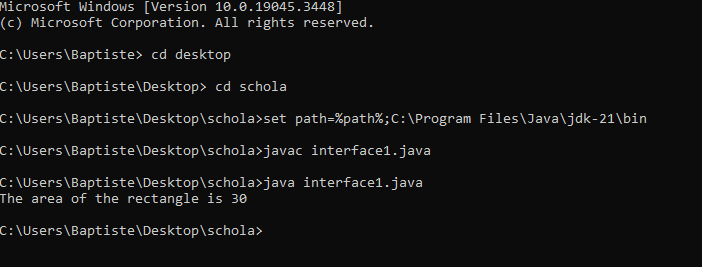 Microsoft Windows [Version 10.0.19045.3448]
(c) Microsoft Corporation. All rights reserved.
C:\Users\Baptiste> cd desktop
C:\Users\Baptiste\Desktop> cd schola
C:\Users\Baptiste\Desktop\schola>set path=%path%;C:\Program Files\Java\jdk-21\bin
C:\Users\Baptiste\Desktop\schola>javac interface1.java
C:\Users\Baptiste\Desktop\schola>java interface1.java
The area of the rectangle is 30
C:\Users\Baptiste\Desktop\schola>